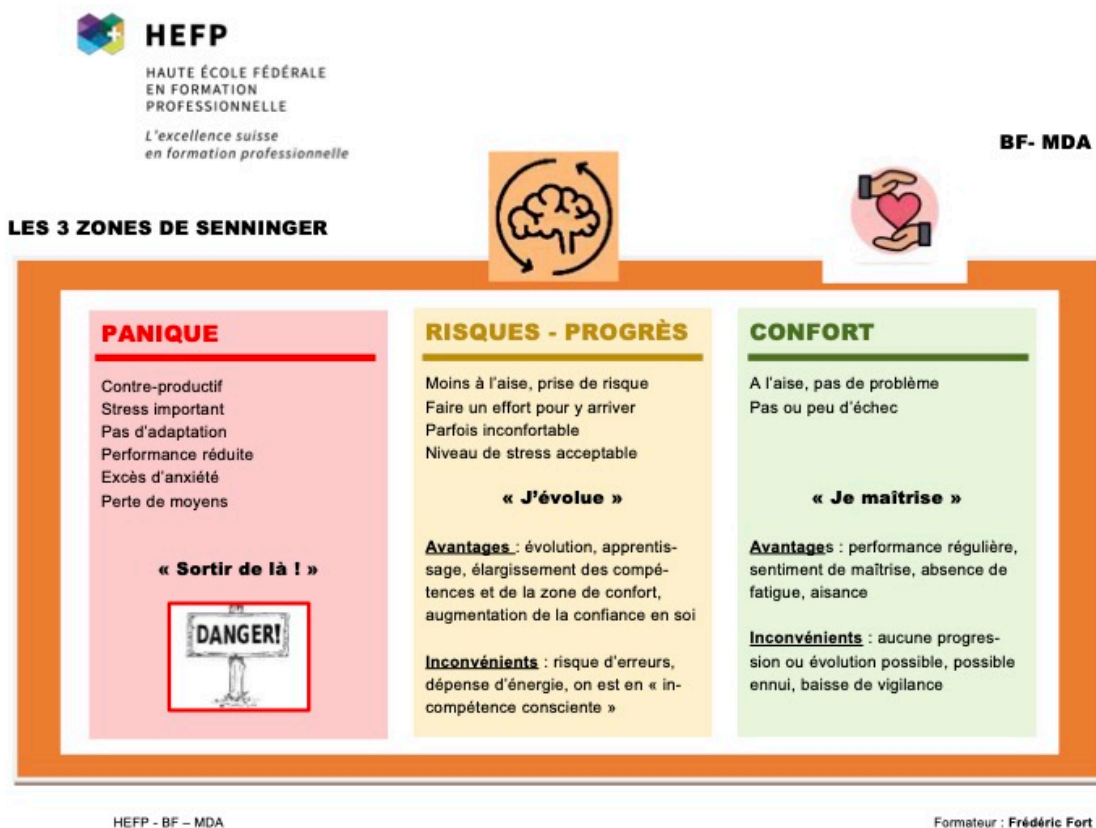 HEFP
HAUTE ÉCOLE FÉDÉRALE
EN FORMATION
PROFESSIONNELLE
L'excellence suisse
en formation professionnelle
BF- MDA
LES 3 ZONES DE SENNINGER
PANIQUE
Contre-productif
Stress important
Pas d'adaptation
Performance réduite
Excès d'anxiété
Perte de moyens
« Sortir de là ! »
DANGER!
RISQUES - PROGRÈS
Moins à l'aise, prise de risque
Faire un effort pour y arriver
Parfois inconfortable
Niveau de stress acceptable
« J'évolue »
Avantages : évolution, apprentis-
sage, élargissement des compé-
tences et de la zone de confort,
augmentation de la confiance en soi
Inconvénients : risque d'erreurs,
dépense d'énergie, on est en « in-
compétence consciente »
CONFORT
A l'aise, pas de problème
Pas ou peu d'échec
« Je maîtrise »
Avantages : performance régulière,
sentiment de maîtrise, absence de
fatigue, aisance
Inconvénients : aucune progres-
sion ou évolution possible, possible
ennui, baisse de vigilance
HEFP - BF – MDA
Formateur : Frédéric Fort